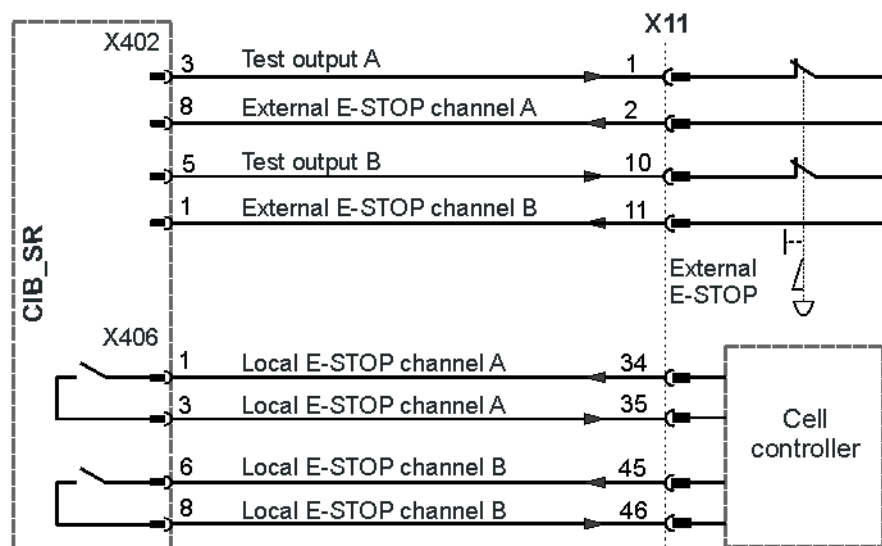 X11
X402
3 Test output A 1
8 External E-STOP channel A 2
5 Test output B 10
1 External E-STOP channel B 11
CIB_SR
External
E-STOP
X406
1 Local E-STOP channel A 34
3 Local E-STOP channel A 35
Cell
controller
6 Local E-STOP channel B 45
8 Local E-STOP channel B 46